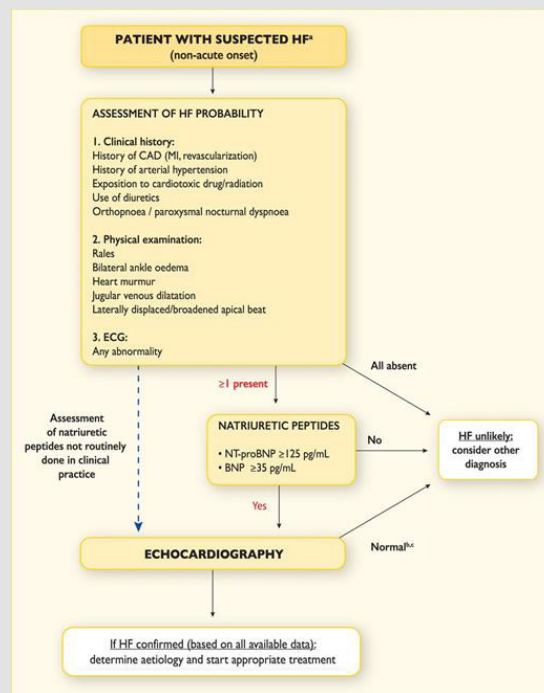 PATIENT WITH SUSPECTED HFᵃ
(non-acute onset)
ASSESSMENT OF HF PROBABILITY
1. Clinical history:
History of CAD (MI, revascularization)
History of arterial hypertension
Exposition to cardiotoxic drug/radiation
Use of diuretics
Orthopnoea / paroxysmal nocturnal dyspnoea
2. Physical examination:
Rales
Bilateral ankle oedema
Heart murmur
Jugular venous dilatation
Laterally displaced/broadened apical beat
3. ECG:
Any abnormality
≥1 present
All absent
Assessment
of natriuretic
peptides not routinely
done in clinical
practice
NATRIURETIC PEPTIDES
• NT-proBNP ≥125 pg/mL
• BNP ≥35 pg/mL
No
HF unlikely:
consider other
diagnosis
Yes
ECHOCARDIOGRAPHY
Normalᵇ,ᶜ
If HF confirmed (based on all available data):
determine aetiology and start appropriate treatment